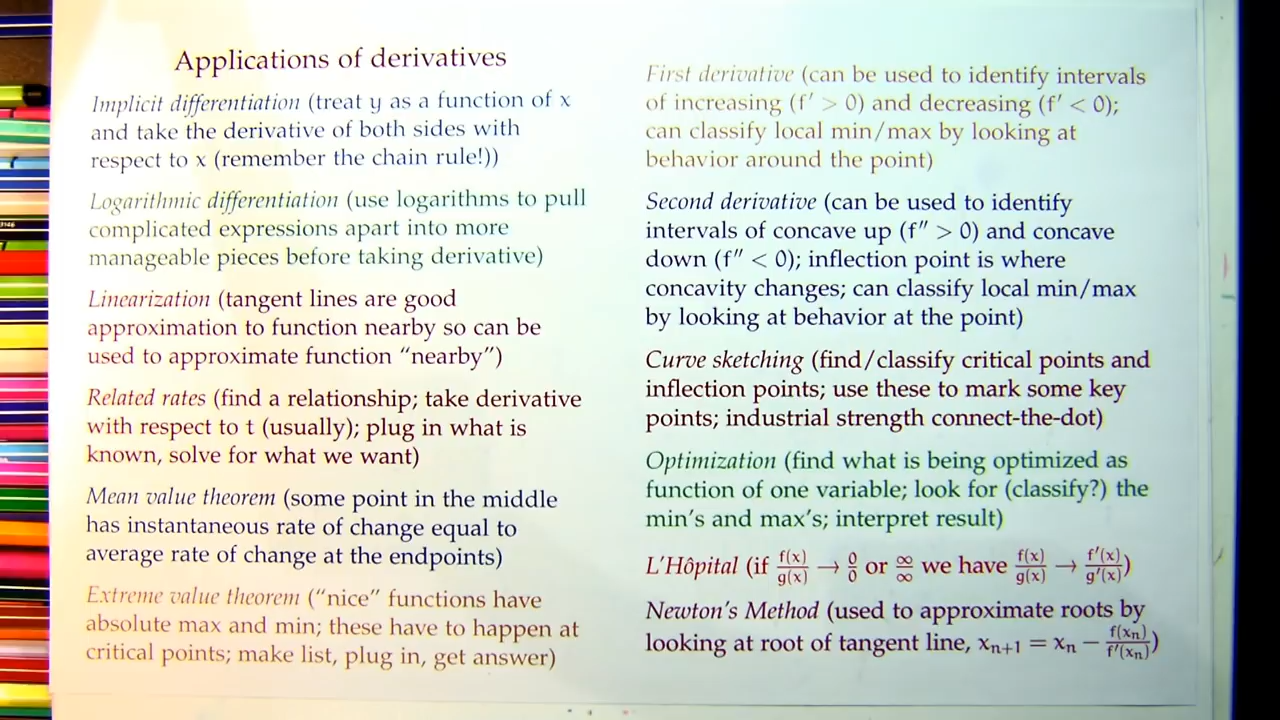 Applications of derivatives
Implicit differentiation (treat y as a function of x
and take the derivative of both sides with
respect to x (remember the chain rule!))
Logarithmic differentiation (use logarithms to pull
complicated expressions apart into more
manageable pieces before taking derivative)
Linearization (tangent lines are good
approximation to function nearby so can be
used to approximate function “nearby”)
Related rates (find a relationship; take derivative
with respect to t (usually); plug in what is
known, solve for what we want)
Mean value theorem (some point in the middle
has instantaneous rate of change equal to
average rate of change at the endpoints)
Extreme value theorem (“nice” functions have
absolute max and min; these have to happen at
critical points; make list, plug in, get answer)
First derivative (can be used to identify intervals
of increasing (f′ > 0) and decreasing (f′ < 0);
can classify local min/max by looking at
behavior around the point)
Second derivative (can be used to identify
intervals of concave up (f″ > 0) and concave
down (f″ < 0); inflection point is where
concavity changes; can classify local min/max
by looking at behavior at the point)
Curve sketching (find/classify critical points and
inflection points; use these to mark some key
points; industrial strength connect-the-dot)
Optimization (find what is being optimized as
function of one variable; look for (classify?) the
min’s and max’s; interpret result)
L’Hôpital (if f(x)/g(x) → 0/0 or ∞/∞ we have f(x)/g(x) → f′(x)/g′(x))
Newton’s Method (used to approximate roots by
looking at root of tangent line, xₙ₊₁ = xₙ − f(xₙ)/f′(xₙ))